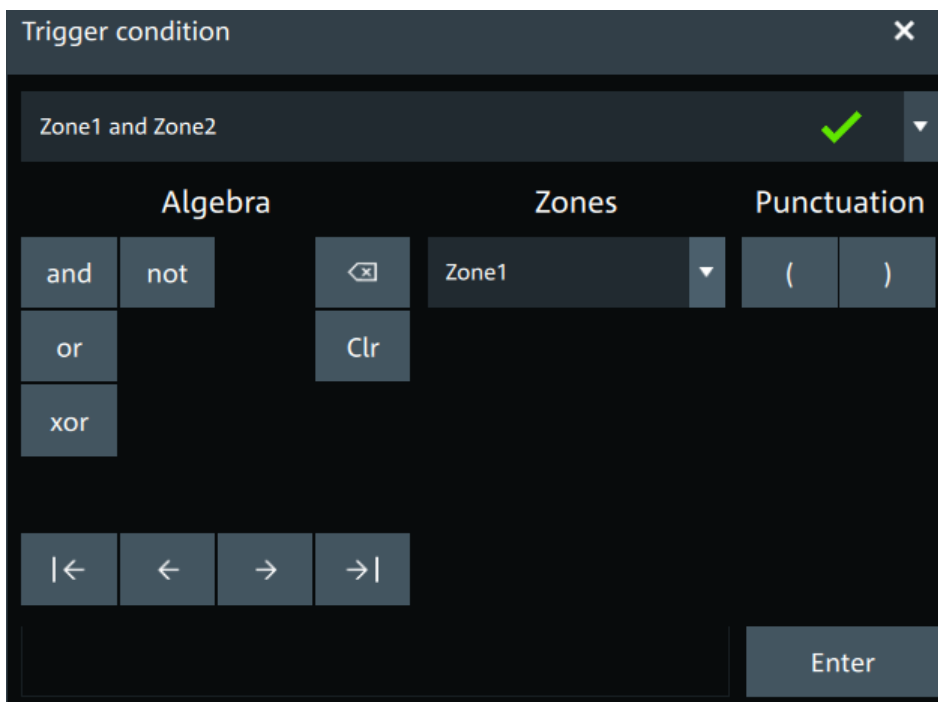 Trigger condition
Zone1 and Zone2
Algebra Zones Punctuation
and not Zone1 ( )
or Clr
xor
Enter